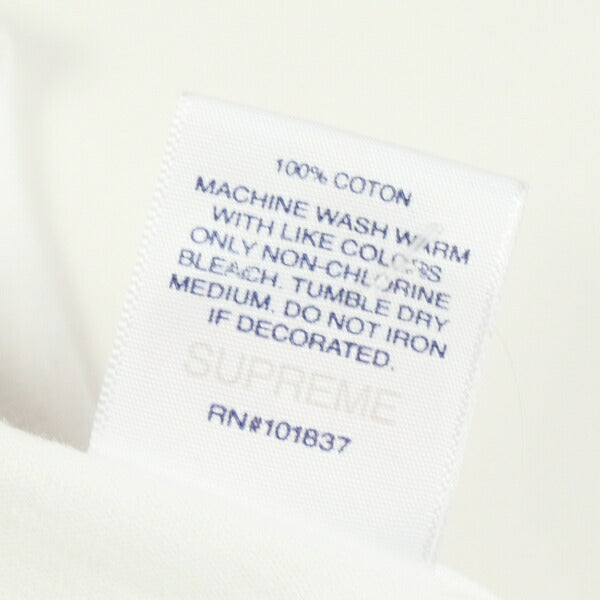 100% COTON
MACHINE WASH WARM
WITH LIKE COLORS
ONLY NON-CHLORINE
BLEACH. TUMBLE DRY
MEDIUM. DO NOT IRON
IF DECORATED.
SUPREME
RN#101837